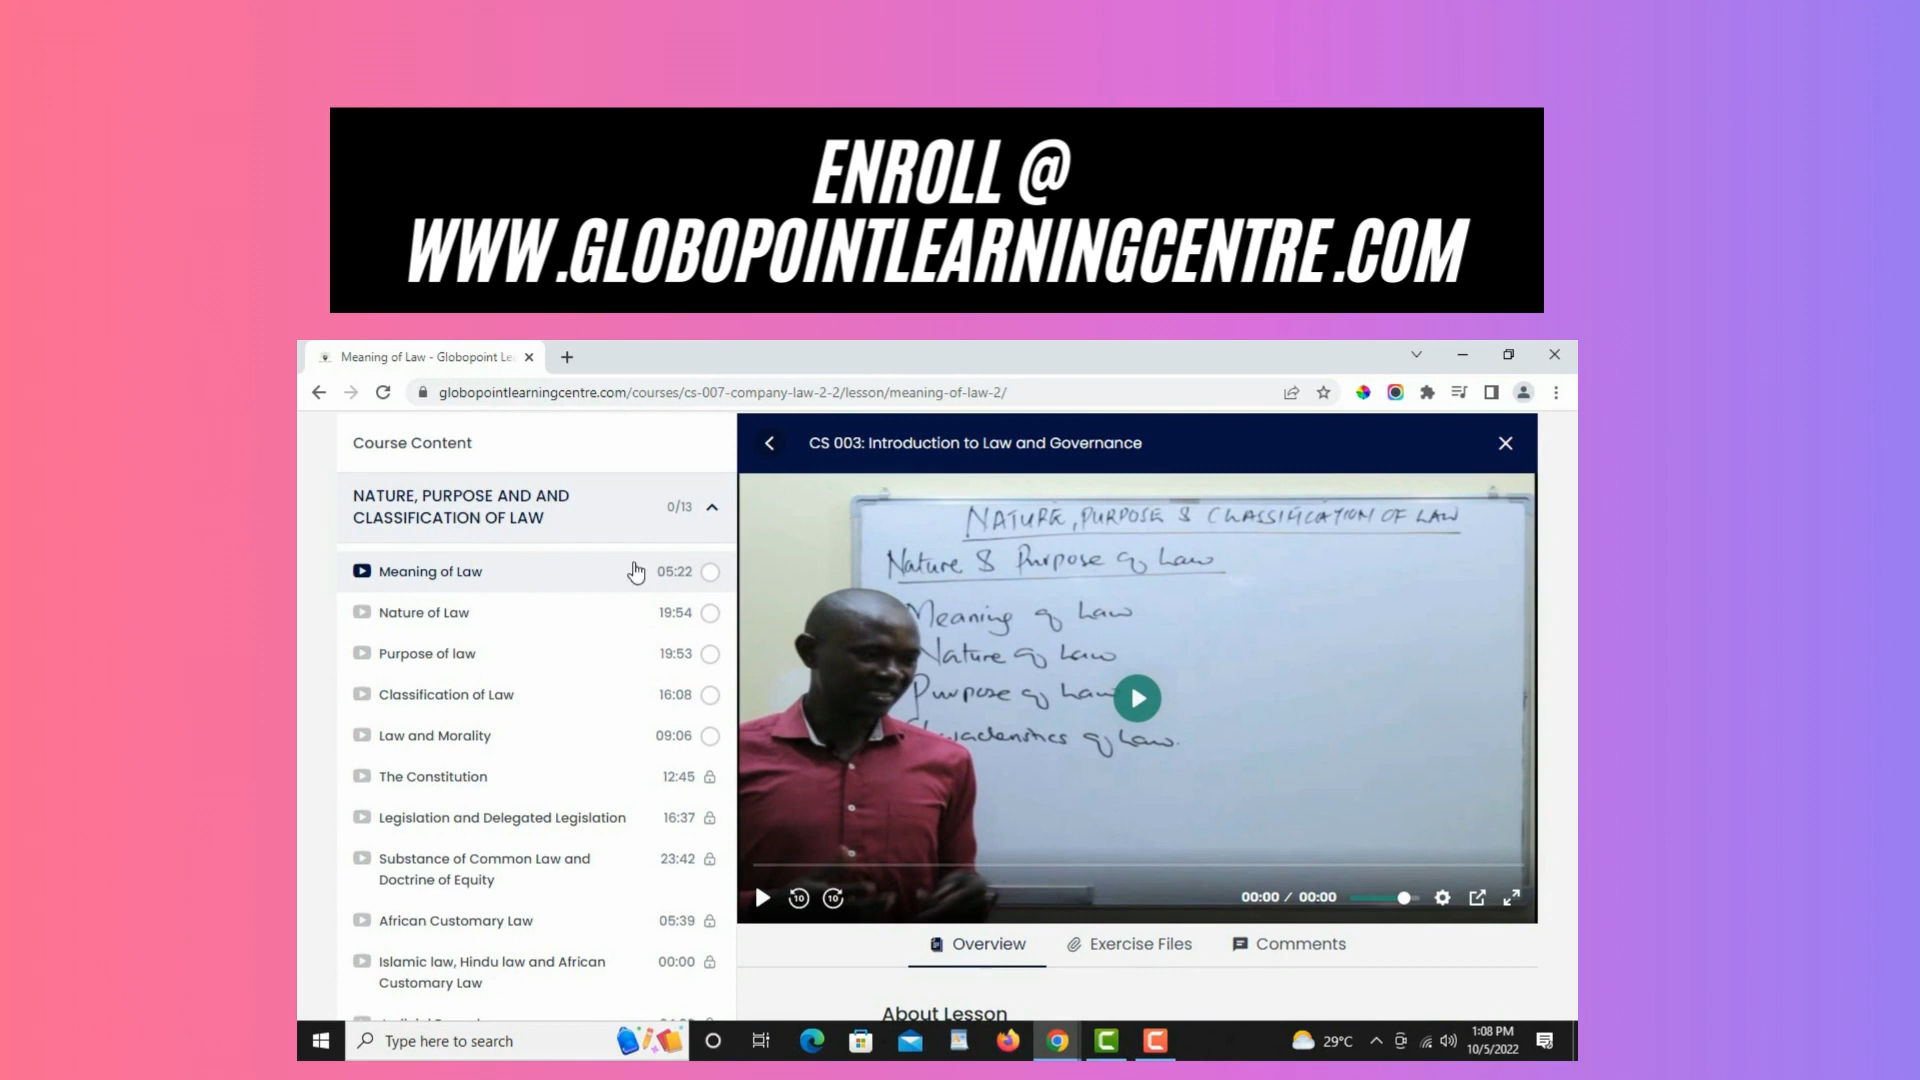 ENROLL @
WWW.GLOBOPOINTLEARNINGCENTRE.COM
Meaning of Law - Globopoint Le
globopointlearningcentre.com/courses/cs-007-company-law-2-2/lesson/meaning-of-law-2/
Course Content
NATURE, PURPOSE AND AND
CLASSIFICATION OF LAW
0/13
Meaning of Law 05:22
Nature of Law 19:54
Purpose of law 19:53
Classification of Law 16:08
Law and Morality 09:06
The Constitution 12:45
Legislation and Delegated Legislation 16:37
Substance of Common Law and
Doctrine of Equity
23:42
African Customary Law 05:39
Islamic law, Hindu law and African
Customary Law
00:00
CS 003: Introduction to Law and Governance
NATURE, PURPOSE & CLASSIFICATION OF LAW
Nature & Purpose of Law
Meaning of Law
Nature of Law
Purpose of Law
of Law.
10 10
00:00 / 00:00
Overview Exercise Files Comments
About Lesson
Type here to search
29°C
1:08 PM
10/5/2022